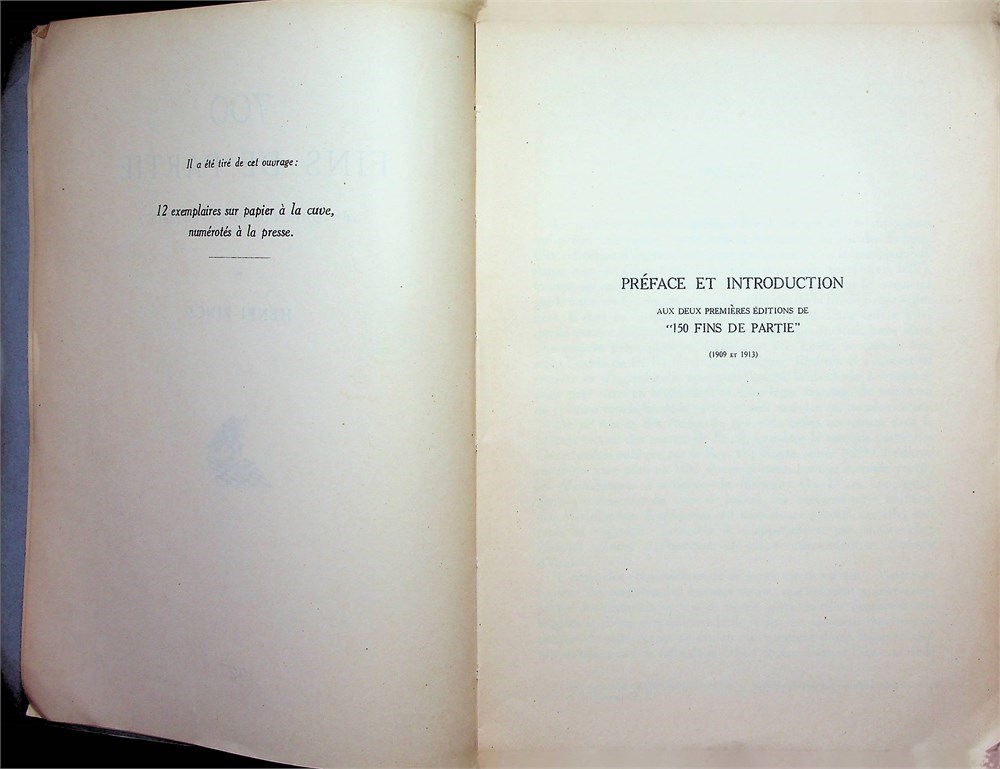 Il a été tiré de cet ouvrage:
12 exemplaires sur papier à la cuve,
numérotés à la presse.
PRÉFACE ET INTRODUCTION
AUX DEUX PREMIÈRES ÉDITIONS DE
"150 FINS DE PARTIE"
(1909 ET 1913)